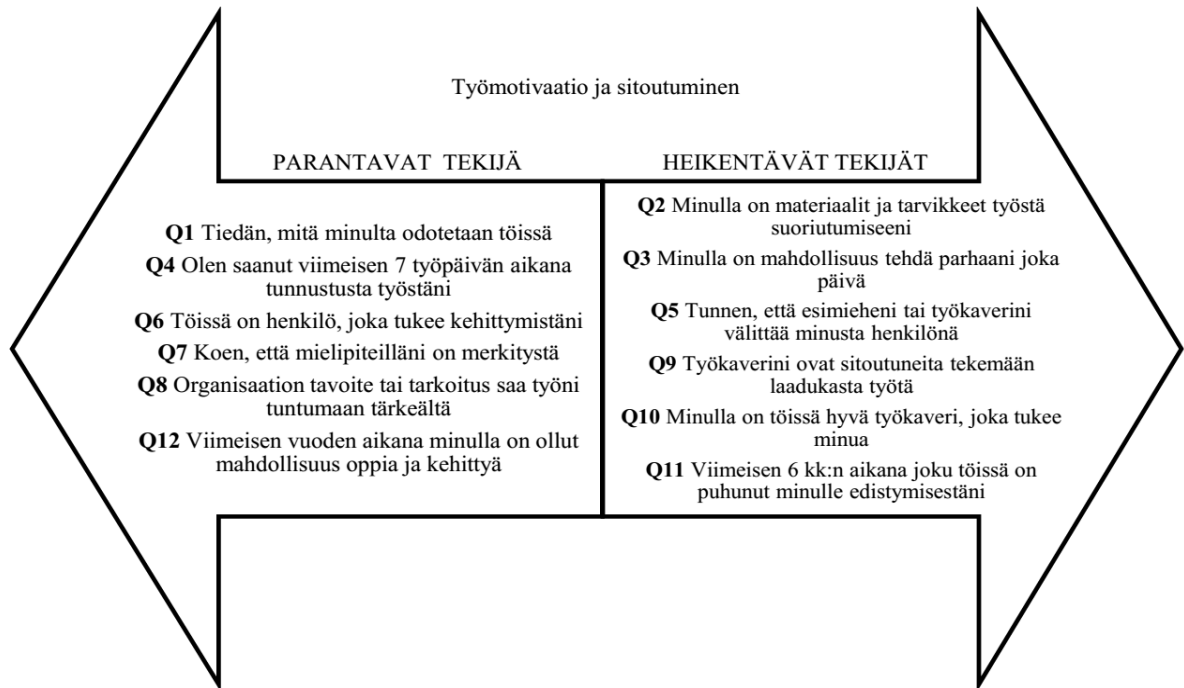 Työmotivaatio ja sitoutuminen
PARANTAVAT TEKIJÄ
Q1 Tiedän, mitä minulta odotetaan töissä
Q4 Olen saanut viimeisen 7 työpäivän aikana
tunnustusta työstäni
Q6 Töissä on henkilö, joka tukee kehittymistäni
Q7 Koen, että mielipiteilläni on merkitystä
Q8 Organisaation tavoite tai tarkoitus saa työni
tuntumaan tärkeältä
Q12 Viimeisen vuoden aikana minulla on ollut
mahdollisuus oppia ja kehittyä
HEIKENTÄVÄT TEKIJÄT
Q2 Minulla on materiaalit ja tarvikkeet työstä
suoriutumiseeni
Q3 Minulla on mahdollisuus tehdä parhaani joka
päivä
Q5 Tunnen, että esimieheni tai työkaverini
välittää minusta henkilönä
Q9 Työkaverini ovat sitoutuneita tekemään
laadukasta työtä
Q10 Minulla on töissä hyvä työkaveri, joka tukee
minua
Q11 Viimeisen 6 kk:n aikana joku töissä on
puhunut minulle edistymisestäni